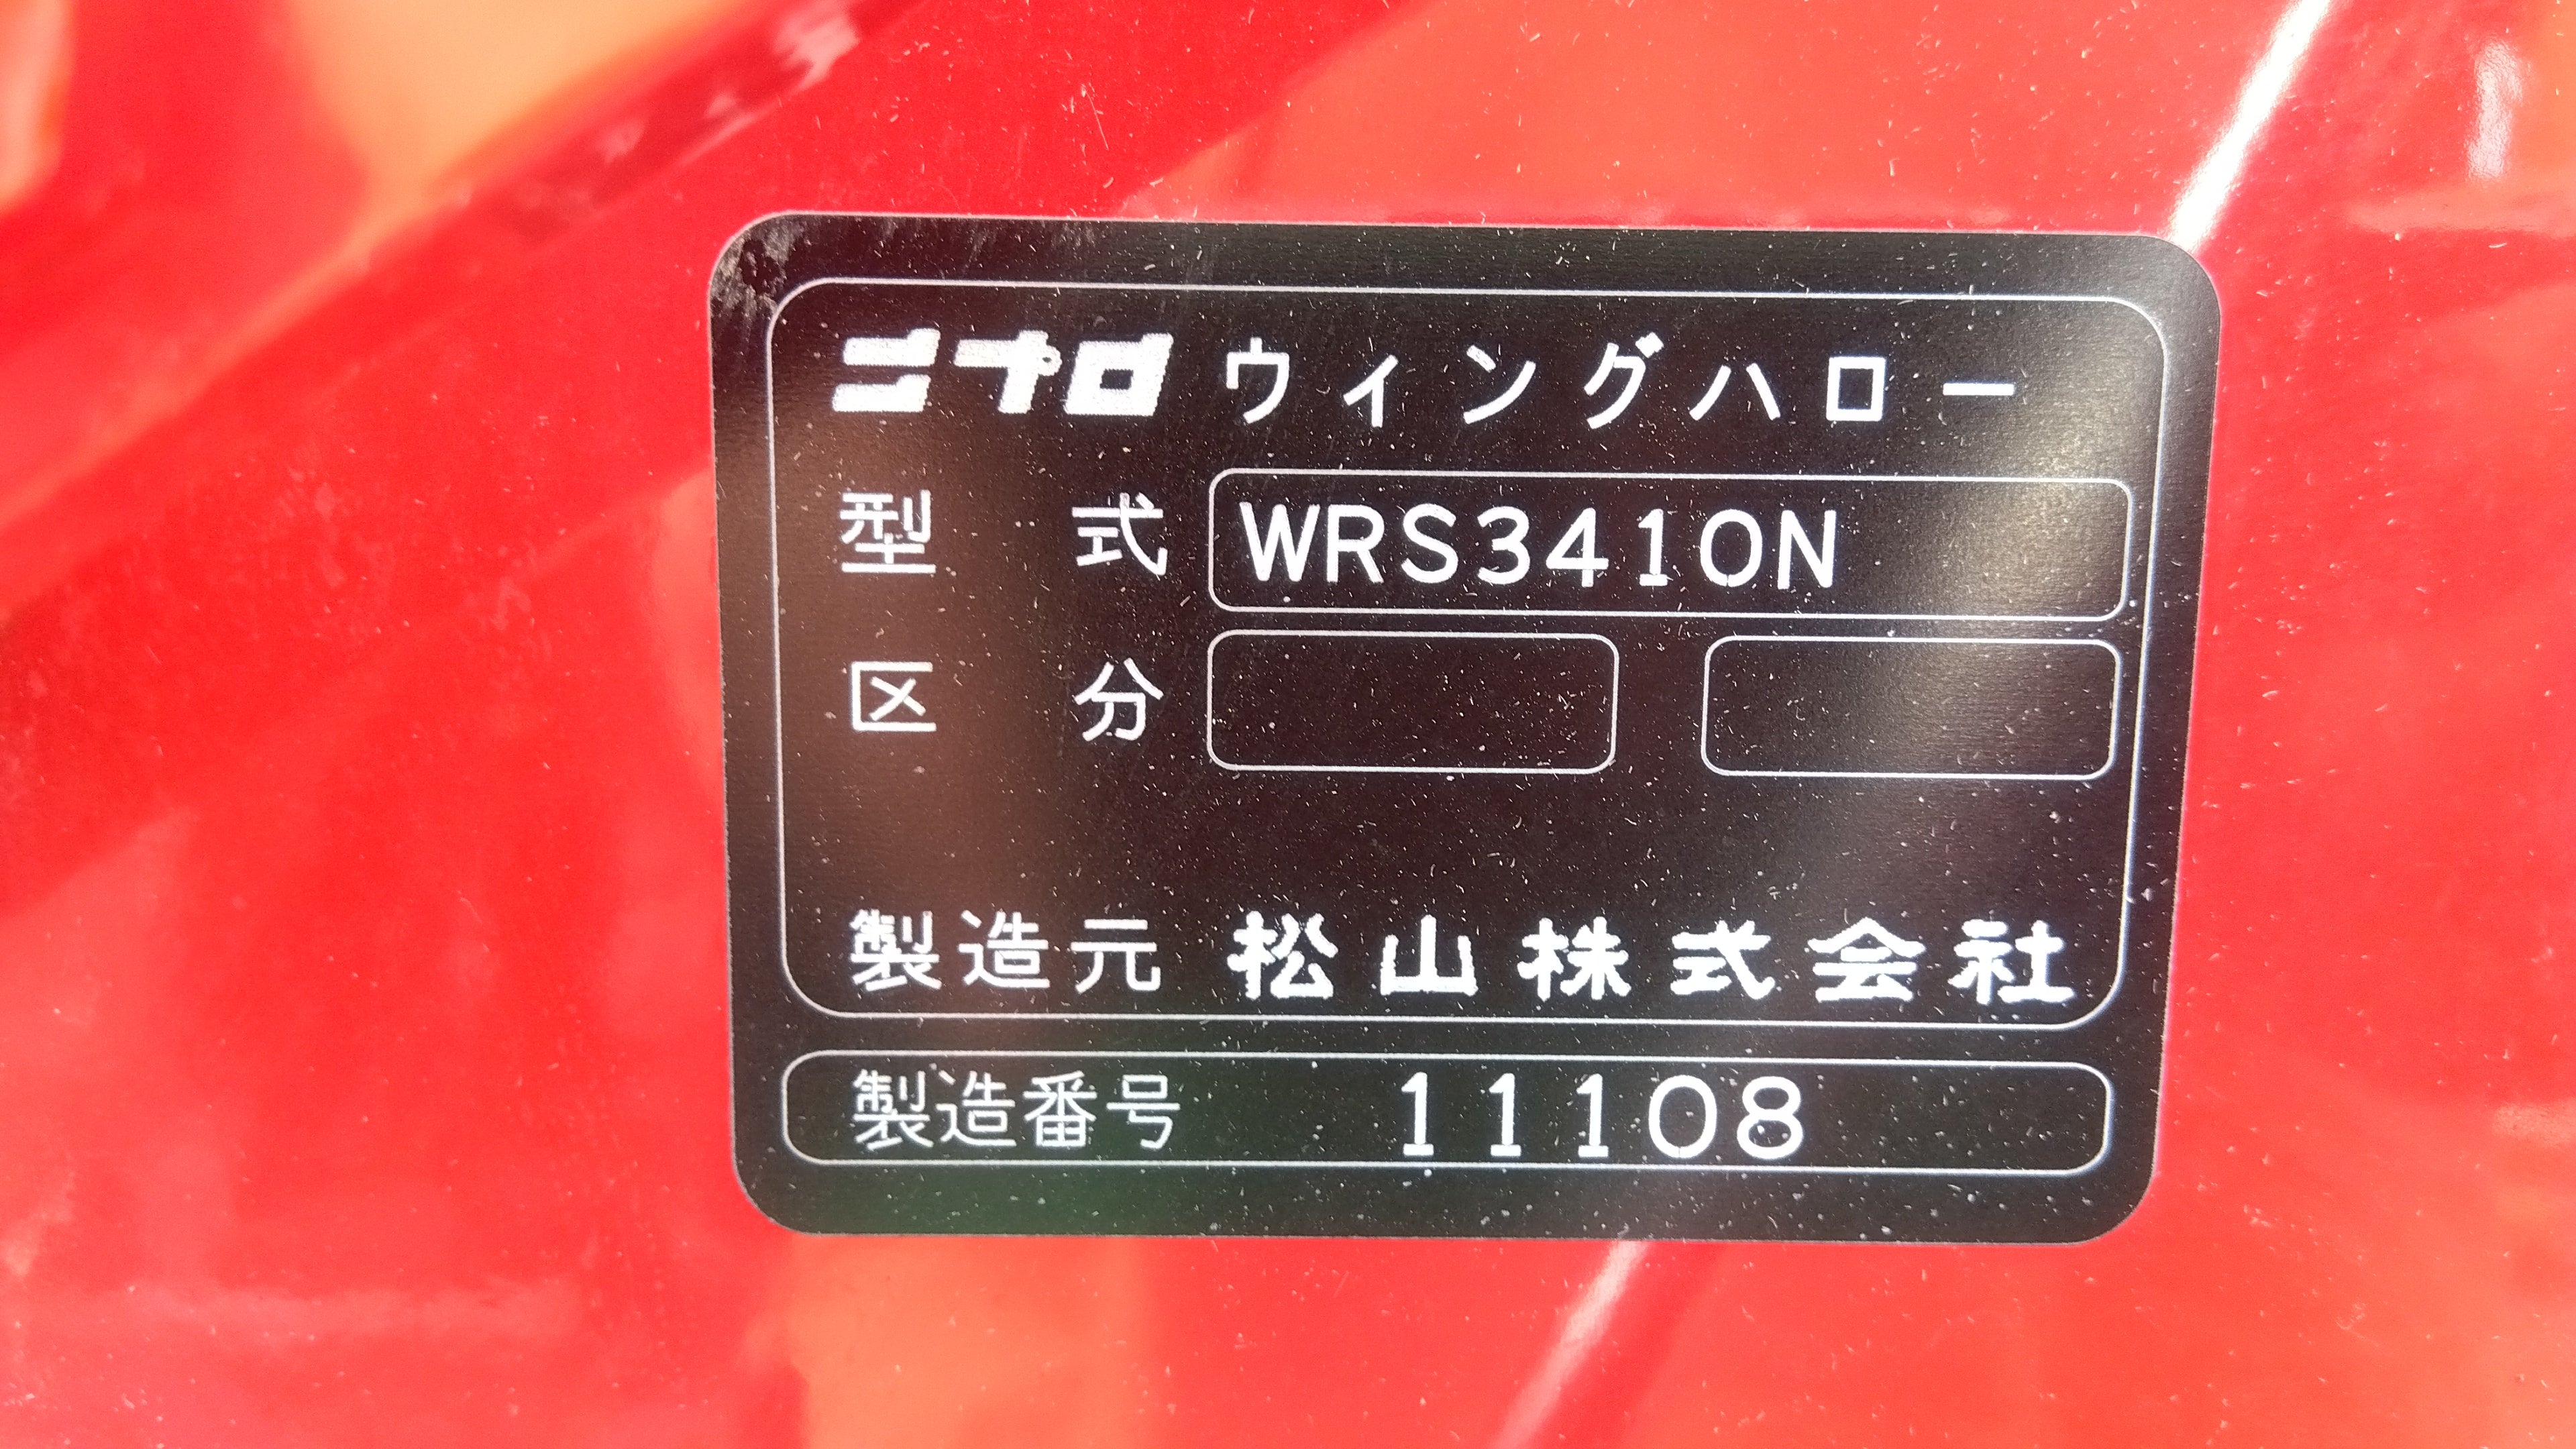 ニプロ ウィングハロー
型式 WRS3410N
区分
製造元 松山株式会社
製造番号 11108